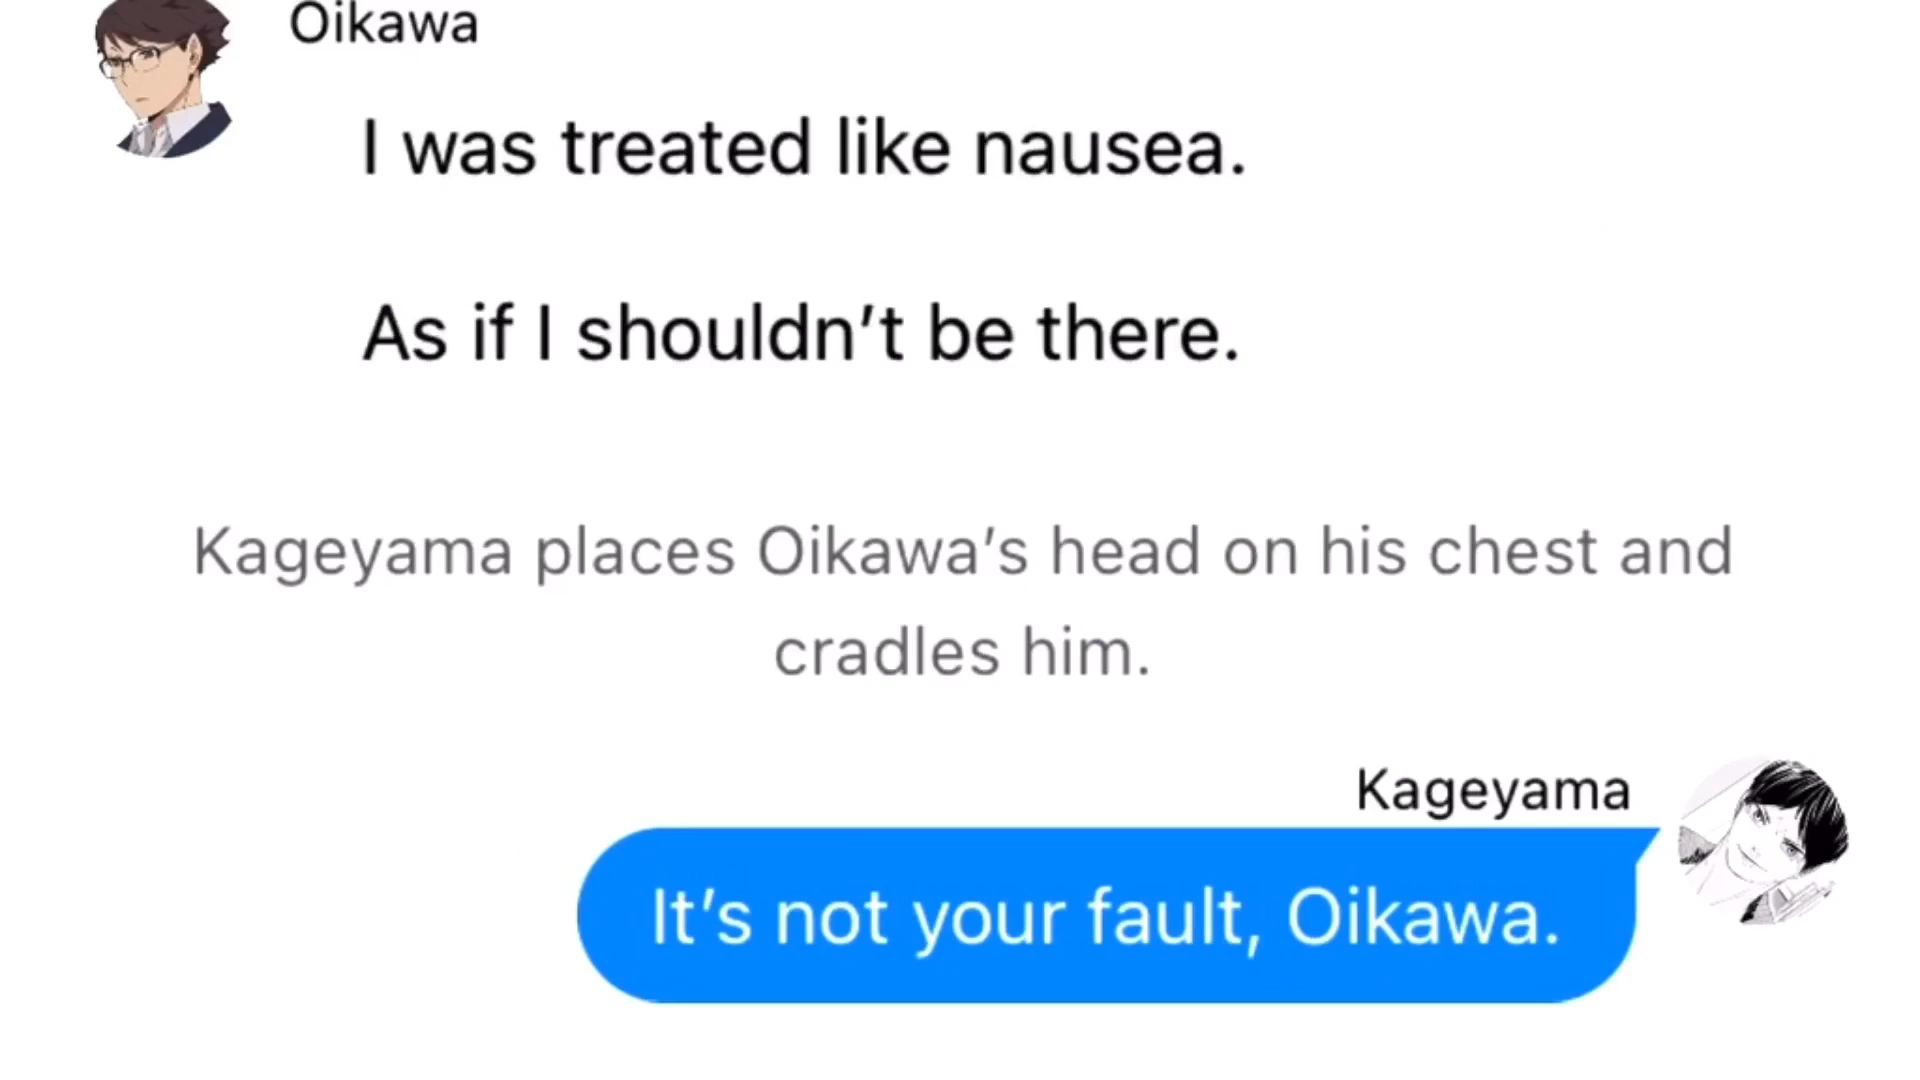 Oikawa
I was treated like nausea.
As if I shouldn’t be there.
Kageyama places Oikawa’s head on his chest and
cradles him.
Kageyama
It’s not your fault, Oikawa.